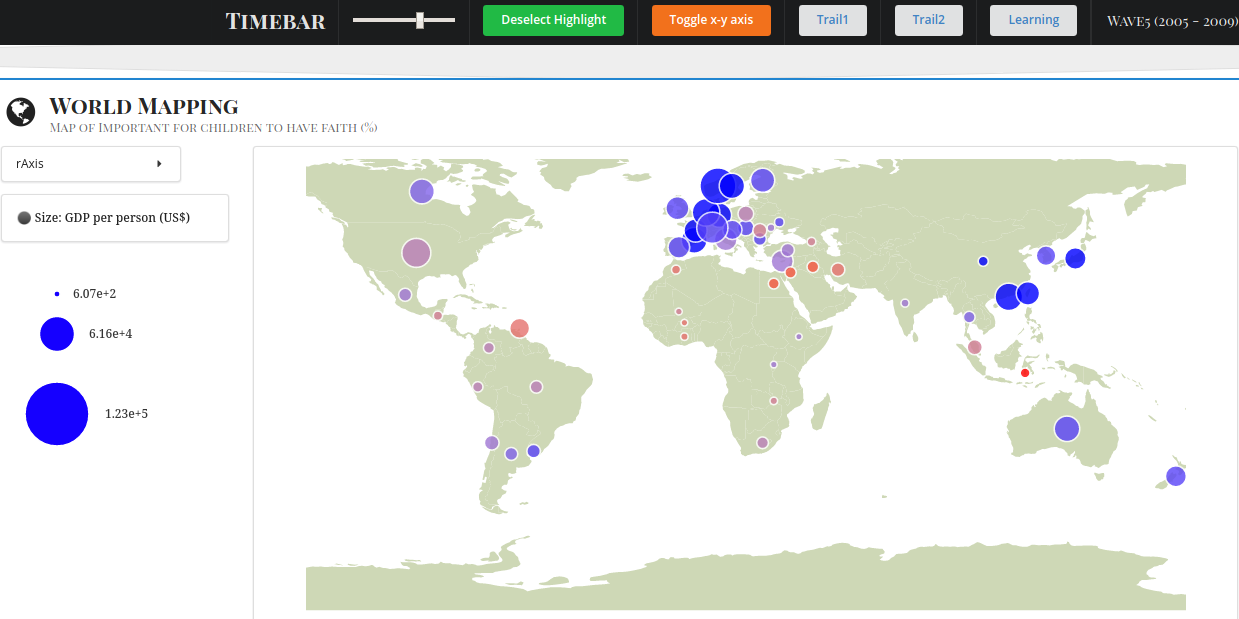 TIMEBAR
Deselect Highlight
Toggle x-y axis
Trail1
Trail2
Learning
WAVE5 (2005 - 2009)
WORLD MAPPING
MAP OF IMPORTANT FOR CHILDREN TO HAVE FAITH (%)
rAxis
Size: GDP per person (US$)
6.07e+2
6.16e+4
1.23e+5